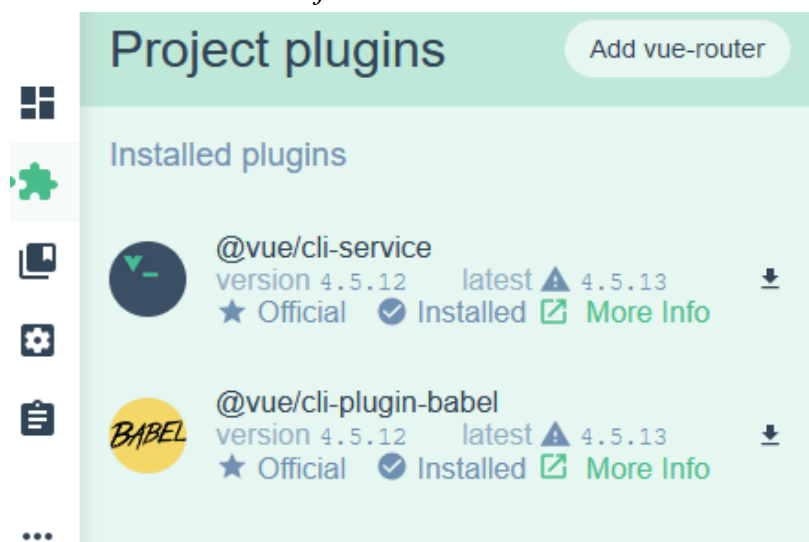 Project plugins
Add vue-router
Installed plugins
@vue/cli-service
version 4.5.12 latest 4.5.13
Official Installed More Info
BABEL
@vue/cli-plugin-babel
version 4.5.12 latest 4.5.13
Official Installed More Info